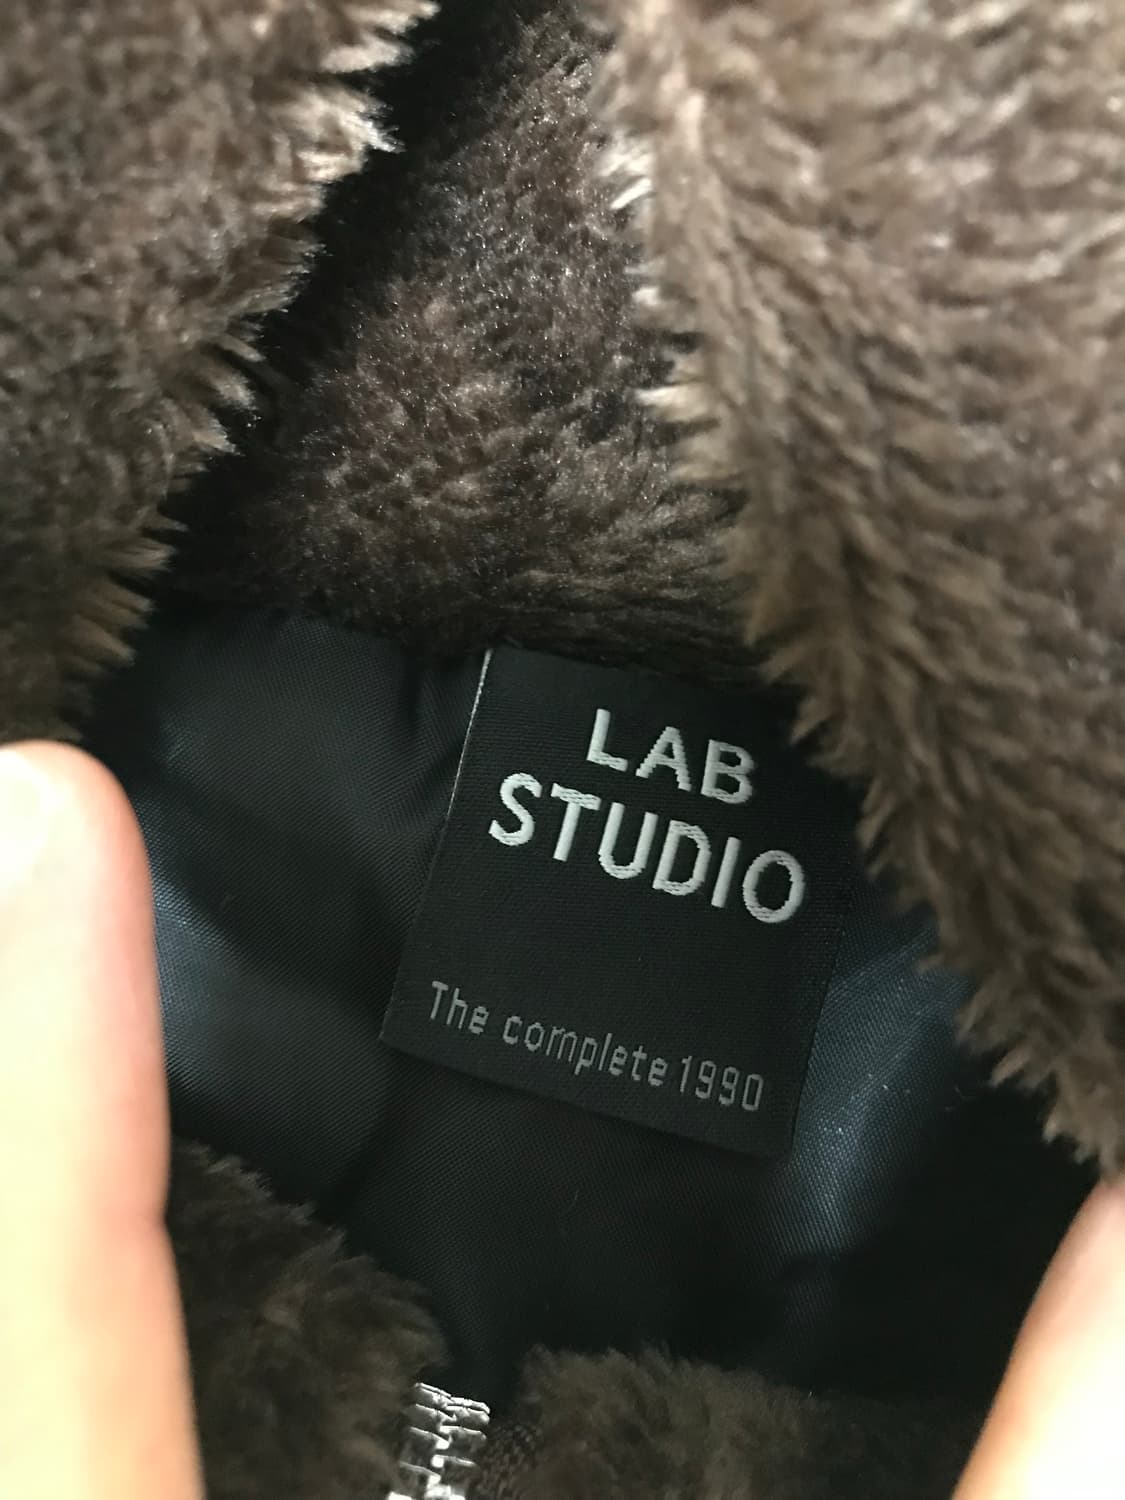 LAB
STUDIO
The complete 1990